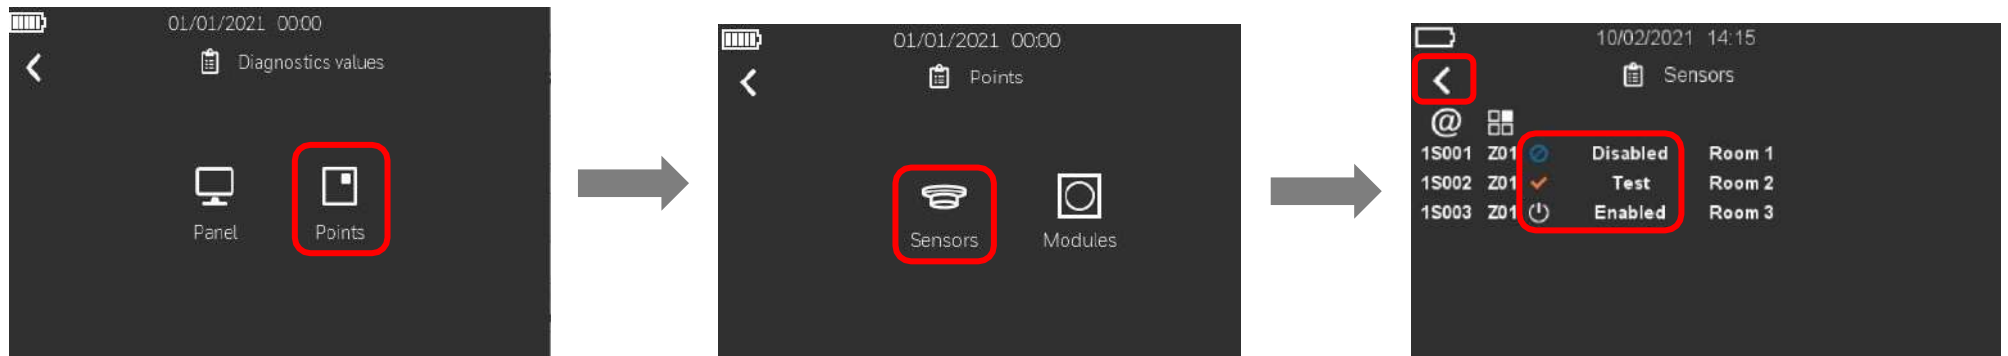 01/01/2021 00:00
Diagnostics values
Panel Points
01/01/2021 00:00
Points
Sensors Modules
10/02/2021 14:15
Sensors
@
1S001 Z01 Disabled Room 1
1S002 Z01 Test Room 2
1S003 Z01 Enabled Room 3